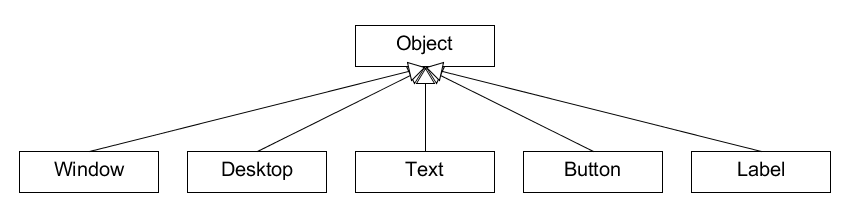 Object
Window
Desktop
Text
Button
Label